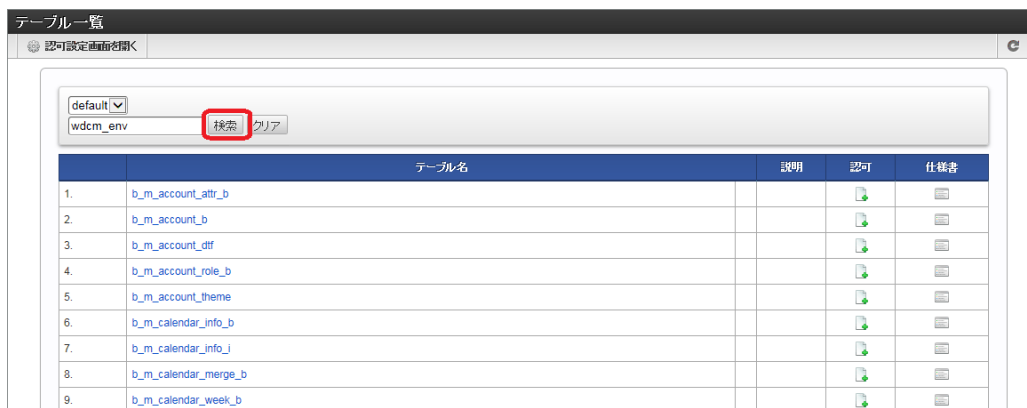 テーブル一覧
認可設定画面を開く
default
wdcm_env 検索 クリア
テーブル名 説明 認可 仕様書
1. b_m_account_attr_b
2. b_m_account_b
3. b_m_account_dtf
4. b_m_account_role_b
5. b_m_account_theme
6. b_m_calendar_info_b
7. b_m_calendar_info_i
8. b_m_calendar_merge_b
9. b_m_calendar_week_b